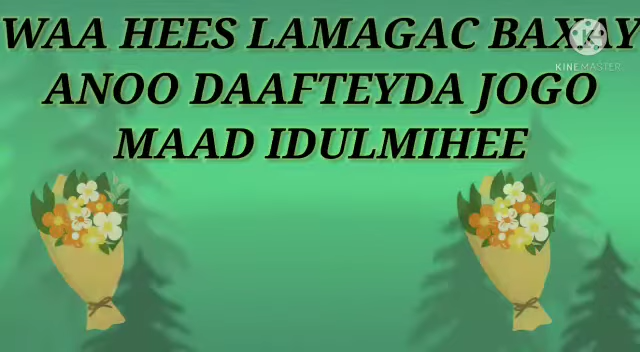 WAA HEES LAMAGAC BAXAY
ANOO DAAFTEYDA JOGO
MAAD IDULMIHEE
KINEMASTER